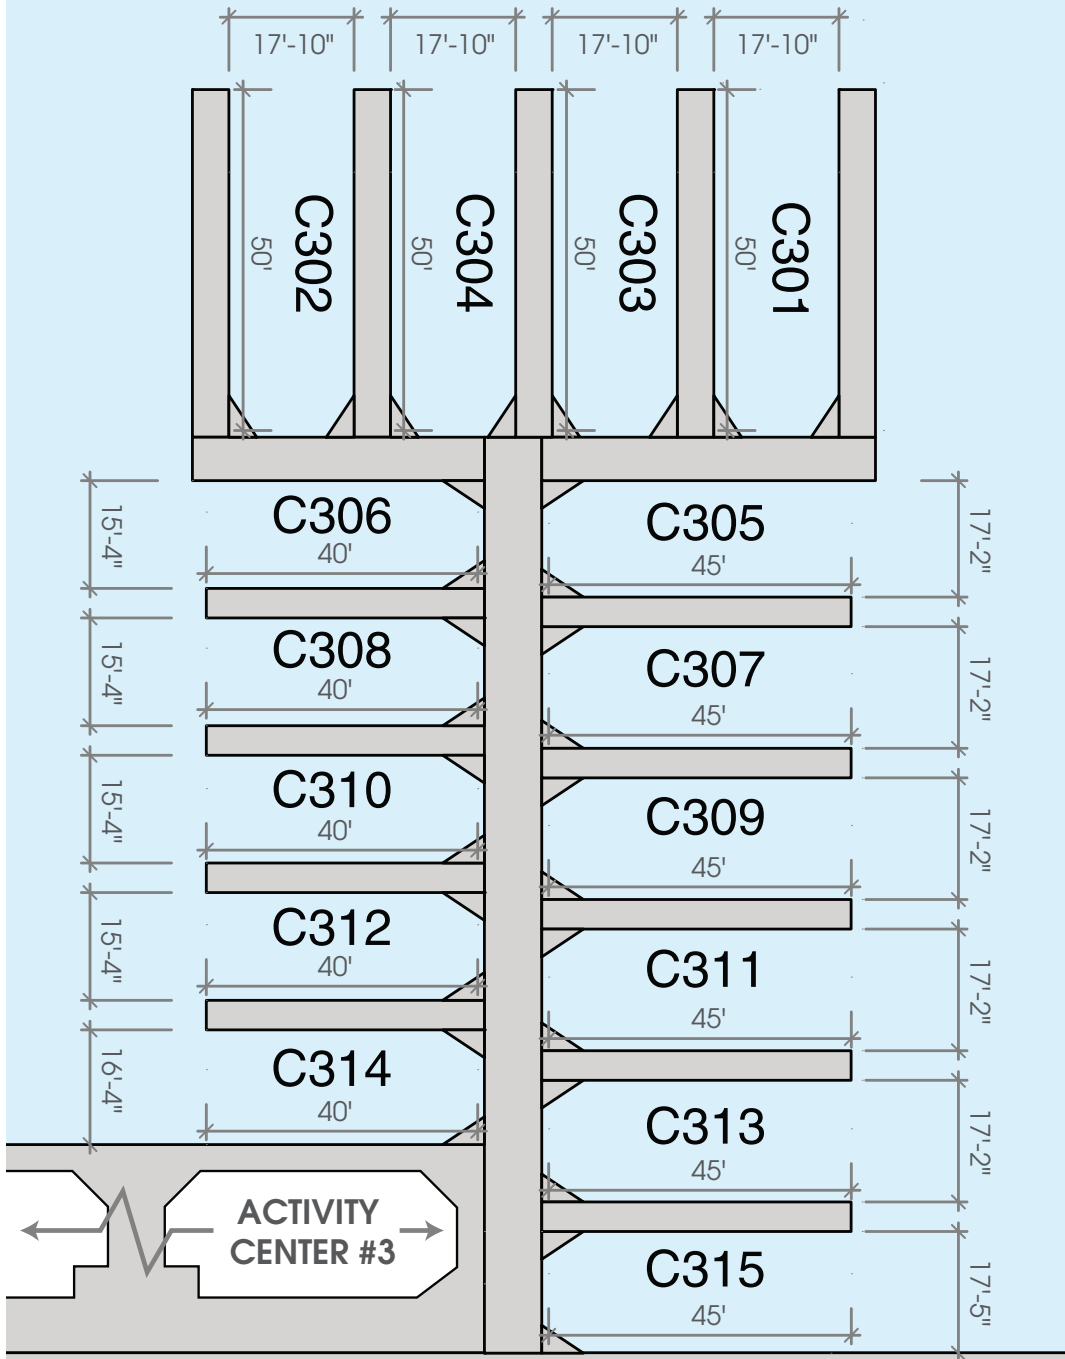 17'-10"
17'-10"
17'-10"
17'-10"
C302
C304
C303
C301
50'
50'
50'
50'
C306
40'
15'-4"
C305
45'
17'-2"
C308
40'
15'-4"
C307
45'
17'-2"
C310
40'
15'-4"
C309
45'
17'-2"
C312
40'
15'-4"
C311
45'
17'-2"
C314
40'
16'-4"
C313
45'
17'-2"
ACTIVITY
CENTER #3
C315
45'
17'-5"